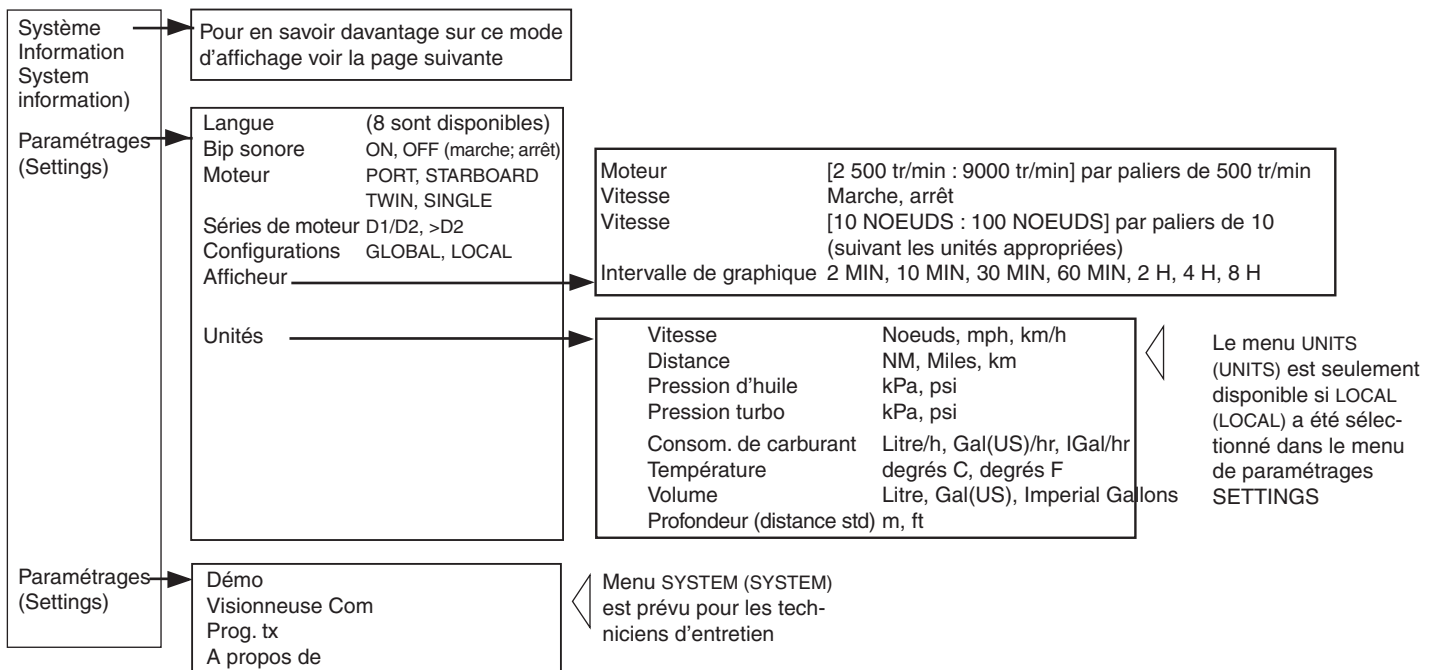 Système
Information
System
information)
Pour en savoir davantage sur ce mode
d'affichage voir la page suivante
Paramétrages
(Settings)
Langue (8 sont disponibles)
Bip sonore ON, OFF (marche; arrêt)
Moteur PORT, STARBOARD
TWIN, SINGLE
Séries de moteur D1/D2, >D2
Configurations GLOBAL, LOCAL
Afficheur
Unités
Moteur [2 500 tr/min : 9000 tr/min] par paliers de 500 tr/min
Vitesse Marche, arrêt
Vitesse [10 NOEUDS : 100 NOEUDS] par paliers de 10
(suivant les unités appropriées)
Intervalle de graphique 2 MIN, 10 MIN, 30 MIN, 60 MIN, 2 H, 4 H, 8 H
Vitesse Noeuds, mph, km/h
Distance NM, Miles, km
Pression d'huile kPa, psi
Pression turbo kPa, psi
Consom. de carburant Litre/h, Gal(US)/hr, IGal/hr
Température degrés C, degrés F
Volume Litre, Gal(US), Imperial Gallons
Profondeur (distance std) m, ft
Le menu UNITS
(UNITS) est seulement
disponible si LOCAL
(LOCAL) a été sélec-
tionné dans le menu
de paramétrages
SETTINGS
Paramétrages
(Settings)
Démo
Visionneuse Com
Prog. tx
A propos de
Menu SYSTEM (SYSTEM)
est prévu pour les tech-
niciens d'entretien